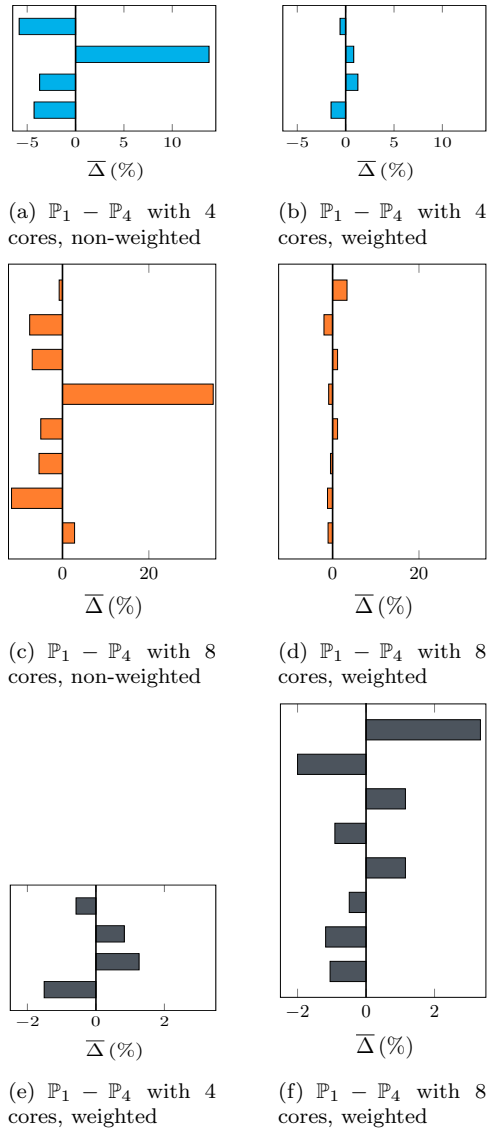 −5 0 5 10
Δ̅ (%)
(a) ℙ₁ − ℙ₄ with 4
cores, non-weighted
−5 0 5 10
Δ̅ (%)
(b) ℙ₁ − ℙ₄ with 4
cores, weighted
0 20
Δ̅ (%)
(c) ℙ₁ − ℙ₄ with 8
cores, non-weighted
0 20
Δ̅ (%)
(d) ℙ₁ − ℙ₄ with 8
cores, weighted
−2 0 2
Δ̅ (%)
(e) ℙ₁ − ℙ₄ with 4
cores, weighted
−2 0 2
Δ̅ (%)
(f) ℙ₁ − ℙ₄ with 8
cores, weighted